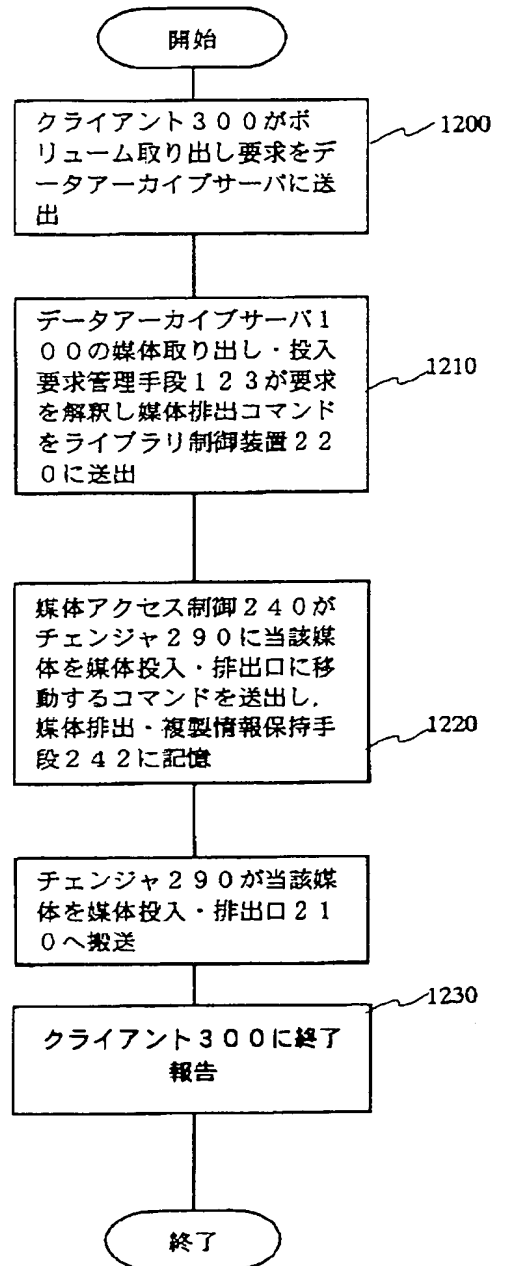 開始
クライアント３００がボ
リューム取り出し要求をデ
ータアーカイブサーバに送
出
1200
データアーカイブサーバ１
００の媒体取り出し・投入
要求管理手段１２３が要求
を解釈し媒体排出コマンド
をライブラリ制御装置２２
０に送出
1210
媒体アクセス制御２４０が
チェンジャ２９０に当該媒
体を媒体投入・排出口に移
動するコマンドを送出し．
媒体排出・複製情報保持手
段２４２に記憶
1220
チェンジャ２９０が当該媒
体を媒体投入・排出口２１
０へ搬送
1230
クライアント３００に終了
報告
終了